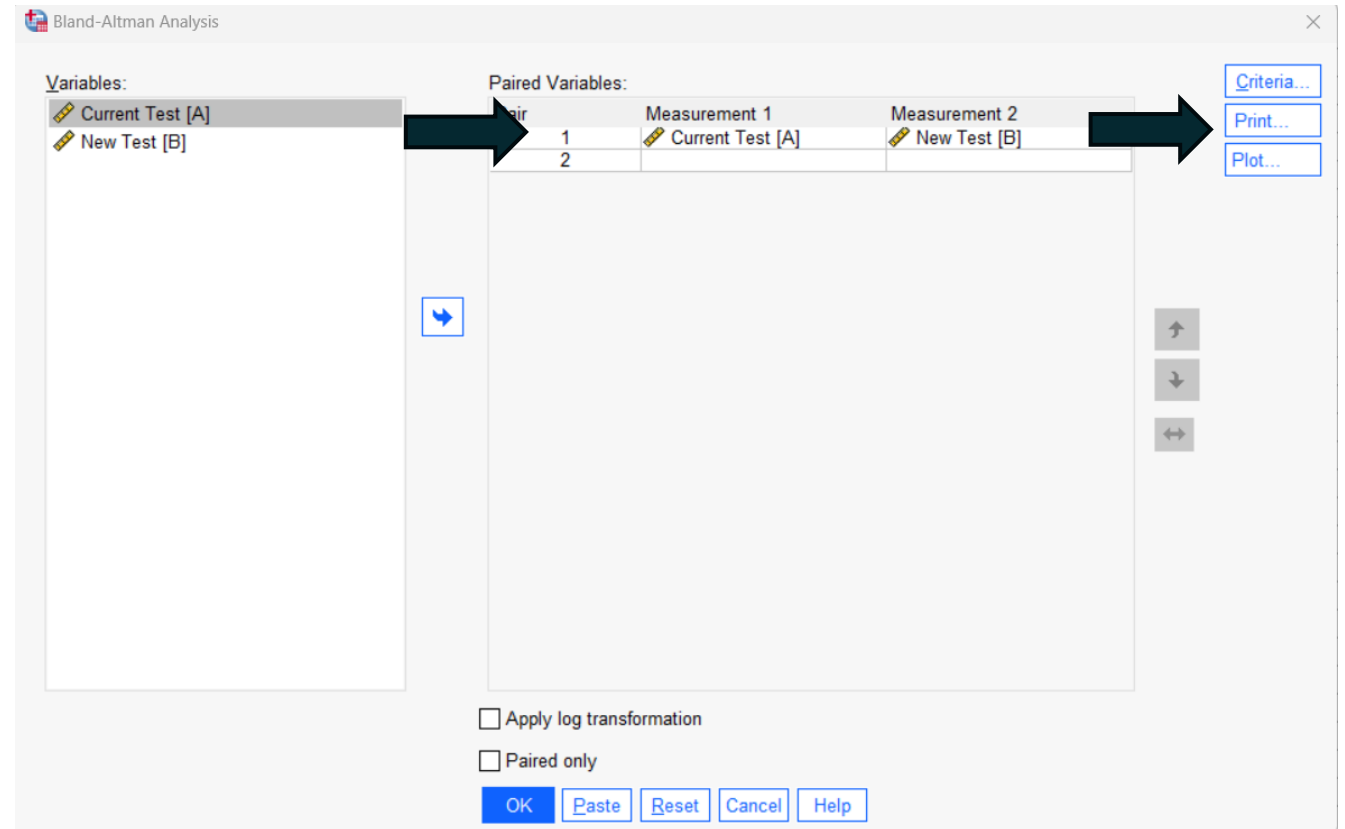 Bland-Altman Analysis
Variables:
Current Test [A]
New Test [B]
Paired Variables:
Measurement 1 Measurement 2
1 Current Test [A] New Test [B]
2
Criteria...
Print...
Plot...
Apply log transformation
Paired only
OK Paste Reset Cancel Help